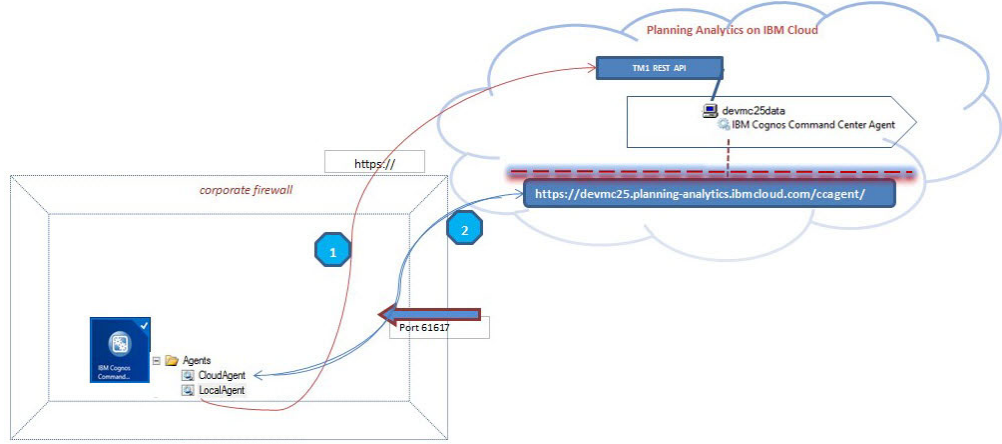 Planning Analytics on IBM Cloud
TM1 REST API
devmc25data
IBM Cognos Command Center Agent
https://
corporate firewall
https://devmc25.planning-analytics.ibmcloud.com/ccagent/
1
2
Port 61617
IBM Cognos
Command...
Agents
CloudAgent
LocalAgent